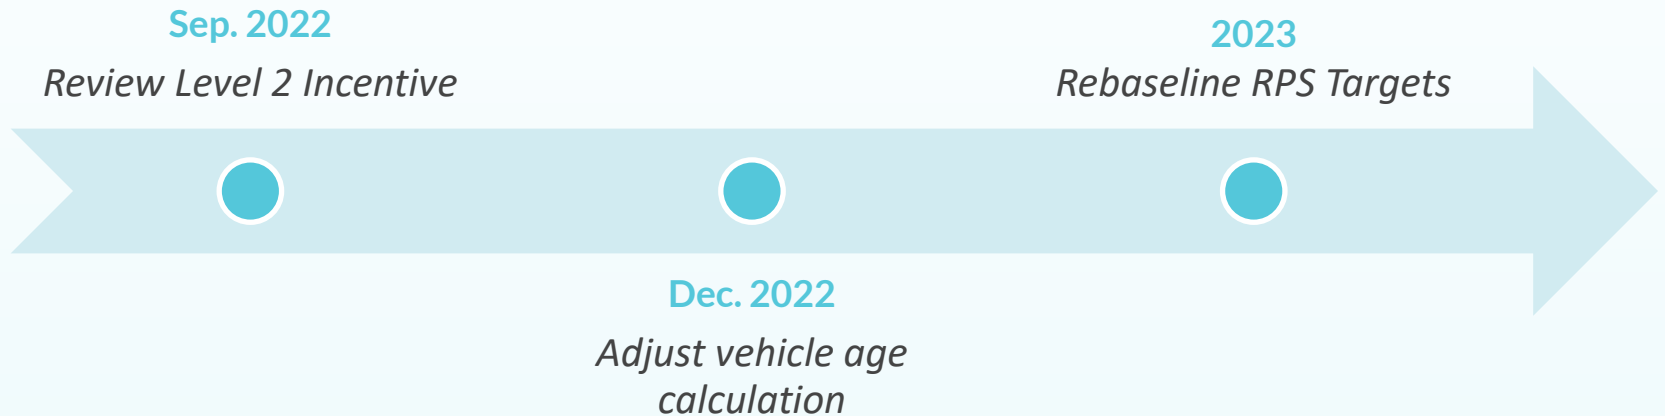 Sep. 2022
Review Level 2 Incentive
Dec. 2022
Adjust vehicle age
calculation
2023
Rebaseline RPS Targets